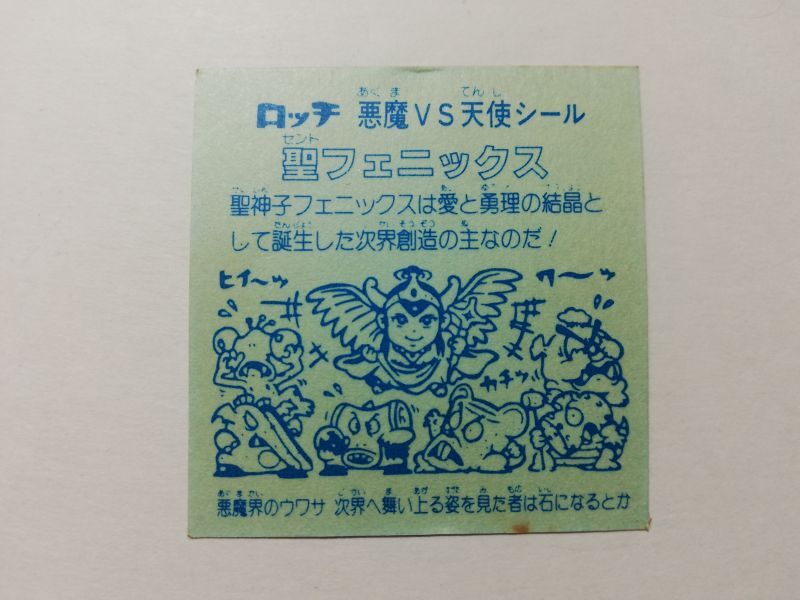 ロッチ 悪魔VS天使シール
聖フェニックス
聖神子フェニックスは愛と勇理の結晶と
して誕生した次界創造の主なのだ！
ヒイ～ッ
ワ～ッ
カチッ
悪魔界のウワサ 次界へ舞い上る姿を見た者は石になるとか